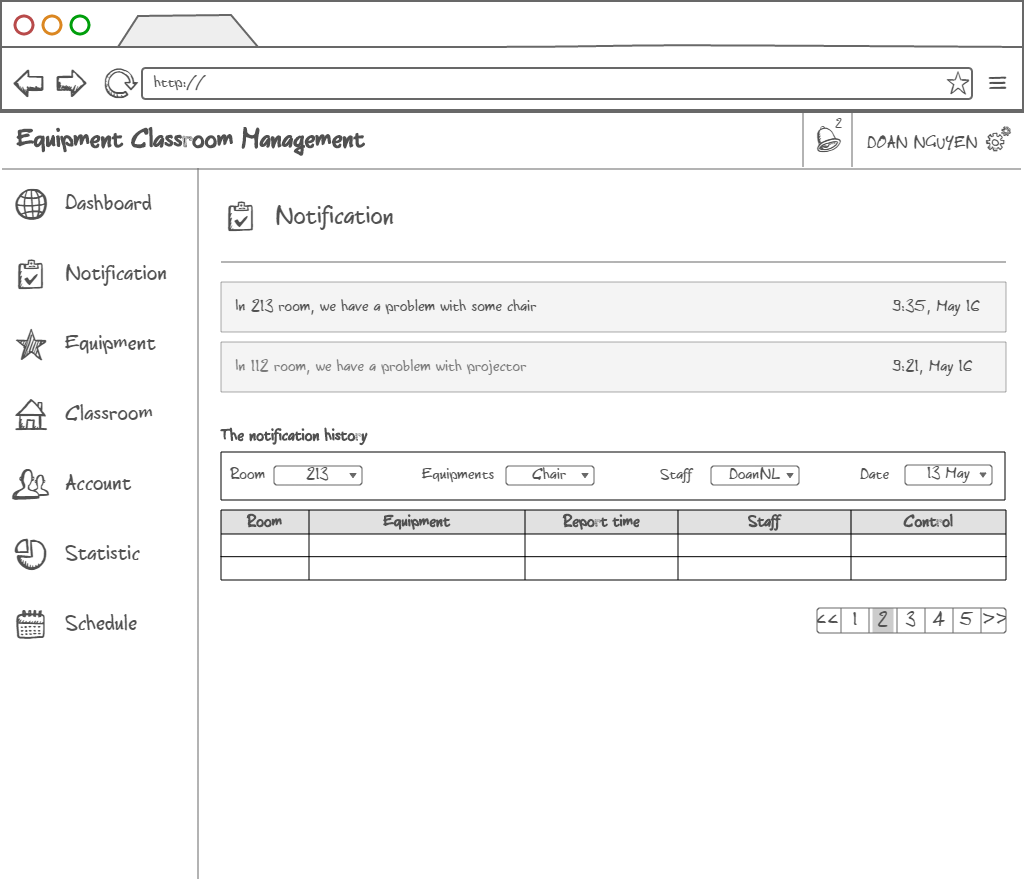 http://
Equipment Classroom Management
2
DOAN NGUYEN
Dashboard
Notification
Equipment
Classroom
Account
Statistic
Schedule
Notification
In 213 room, we have a problem with some chair 9:35, May 16
In 112 room, we have a problem with projector 9:21, May 16
The notification history
Room 213 Equipments Chair Staff DoanNL Date 13 May
Room Equipment Report time Staff Control
<< 1 2 3 4 5 >>